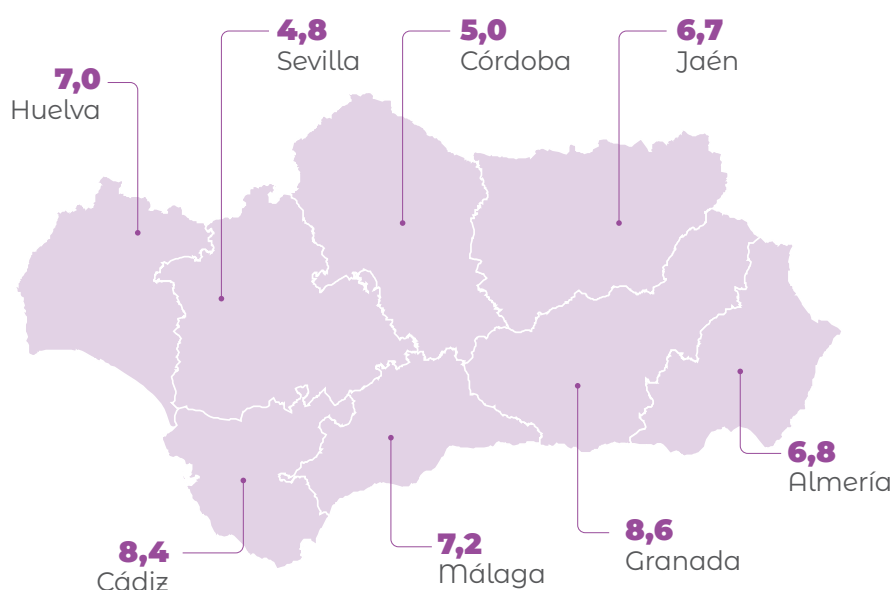 4,8
Sevilla
5,0
Córdoba
6,7
Jaén
7,0
Huelva
6,8
Almería
8,4
Cádiz
7,2
Málaga
8,6
Granada